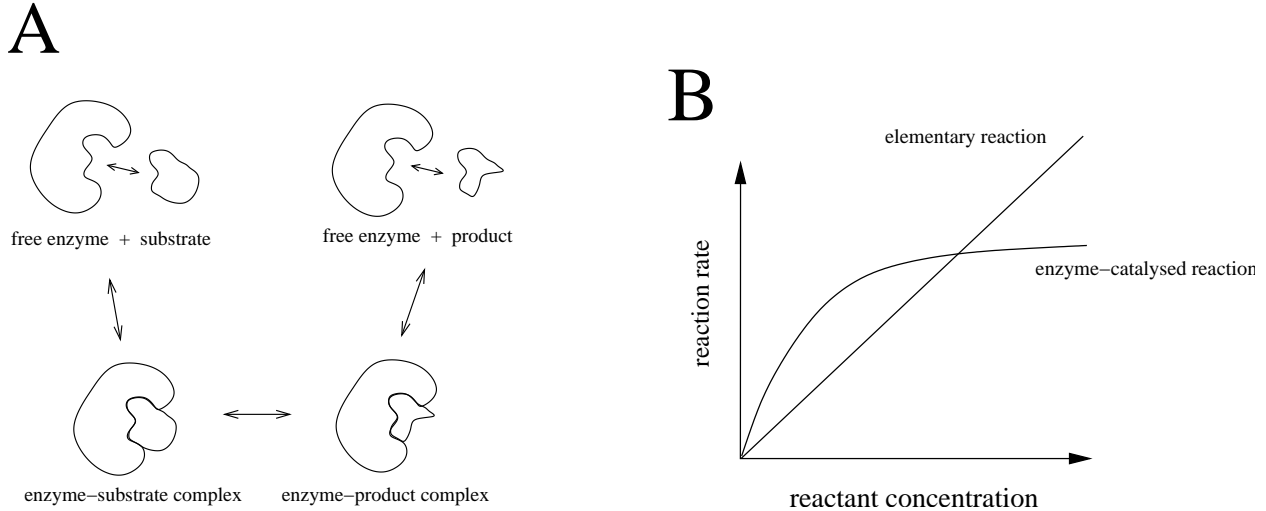 A
B
elementary reaction
free enzyme + substrate
free enzyme + product
enzyme−catalysed reaction
reaction rate
enzyme−substrate complex
enzyme−product complex
reactant concentration